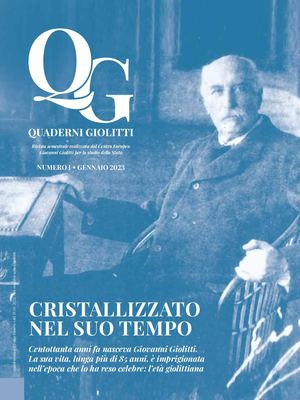 QG
QUADERNI GIOLITTI
Rivista semestrale realizzata dal Centro Europeo
Giovanni Giolitti per lo studio dello Stato
NUMERO 1 • GENNAIO 2023
CRISTALLIZZATO
NEL SUO TEMPO
Centottanta anni fa nasceva Giovanni Giolitti.
La sua vita, lunga più di 85 anni, è imprigionata
nell'epoca che lo ha reso celebre: l'età giolittiana